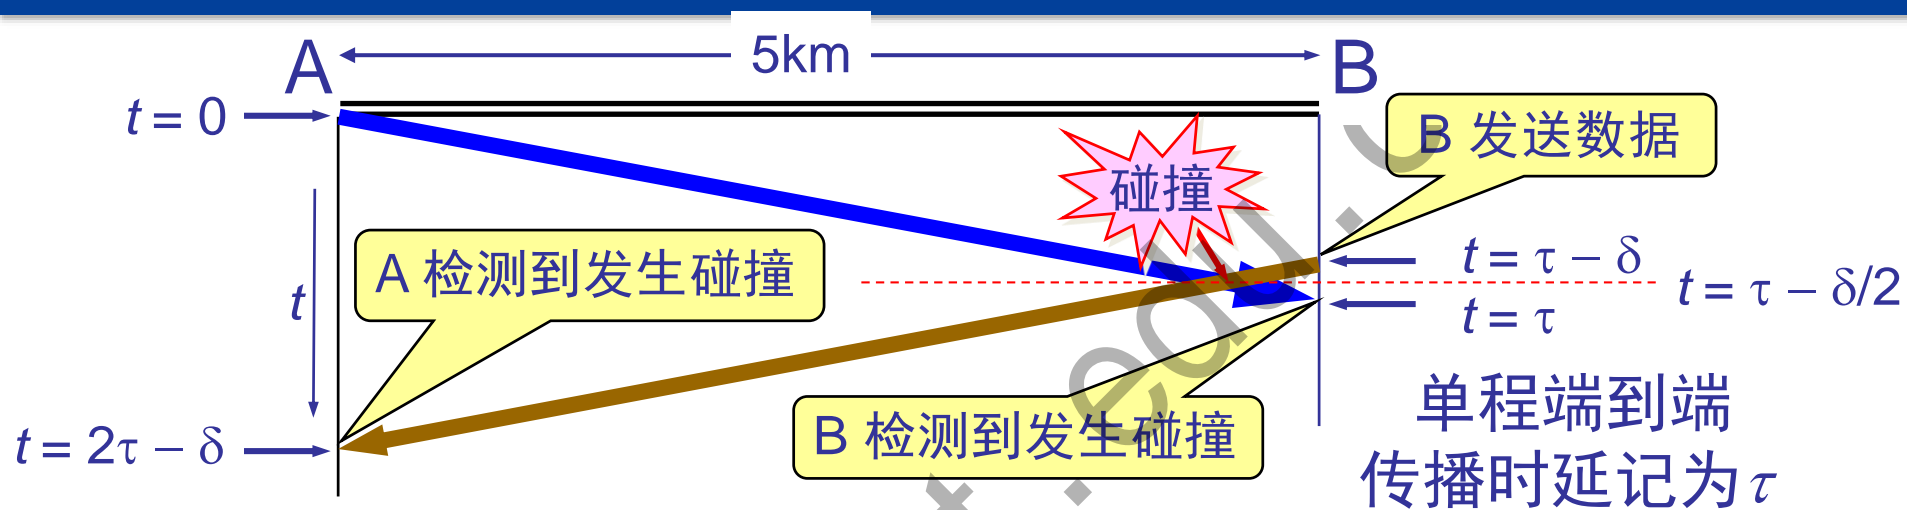 A
5km
B
t = 0
B 发送数据
碰撞
A 检测到发生碰撞
t = τ – δ
t
t = τ – δ/2
t = τ
单程端到端
B 检测到发生碰撞
t = 2τ – δ
传播时延记为 τ
t.edu.c